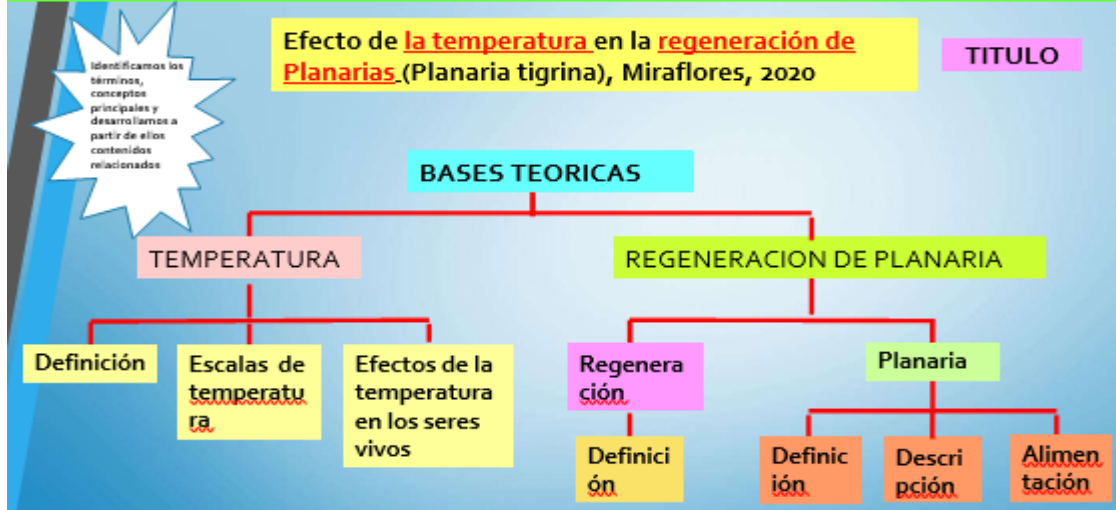 Identificamos los
términos,
conceptos
principales y
desarrollamos a
partir de ellos
contenidos
relacionados
Efecto de la temperatura en la regeneración de
Planarias (Planaria tigrina), Miraflores, 2020
TITULO
BASES TEORICAS
TEMPERATURA
REGENERACION DE PLANARIA
Definición
Escalas de
temperatu
ra
Efectos de la
temperatura
en los seres
vivos
Regenera
ción
Planaria
Definici
ón
Definic
ión
Descri
pción
Alimen
tación